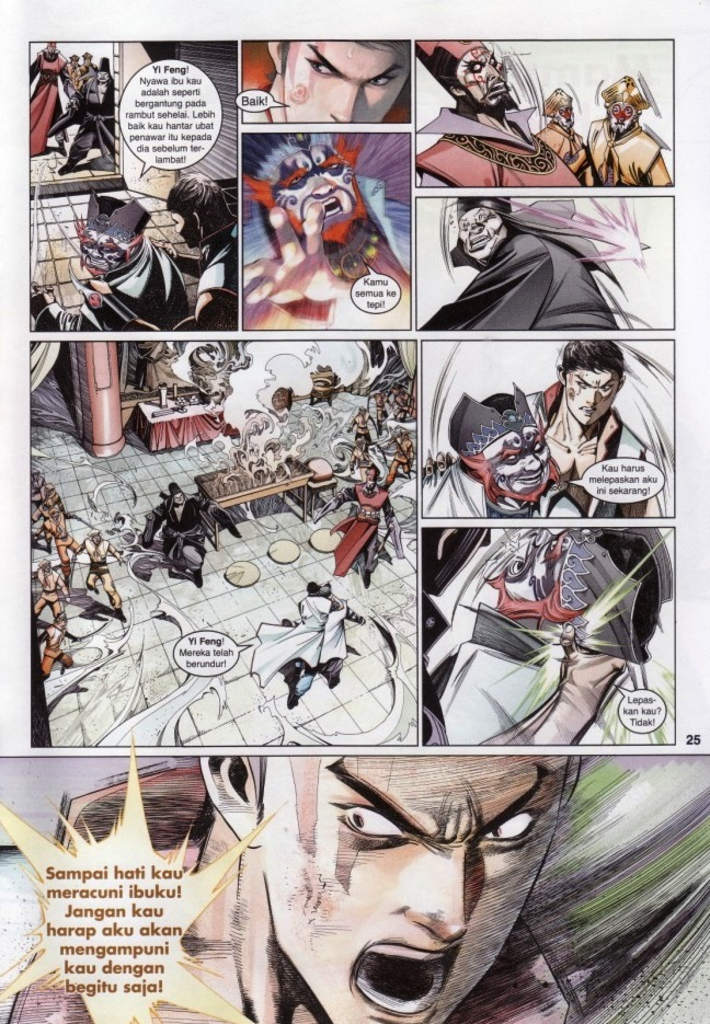 Yi Feng!
Nyawa ibu kau
adalah seperti
bergantung pada
rambut sehelai. Lebih
baik kau hantar ubat
penawar itu kepada
dia sebelum ter-
lambat!
Baik!
Kamu
semua ke
tepi!
Yi Feng!
Mereka telah
berundur!
Kau harus
melepaskan aku
ini sekarang!
Lepas-
kan kau?
Tidak!
25
Sampai hati kau
meracuni ibuku!
Jangan kau
harap aku akan
mengampuni
kau dengan
begitu saja!